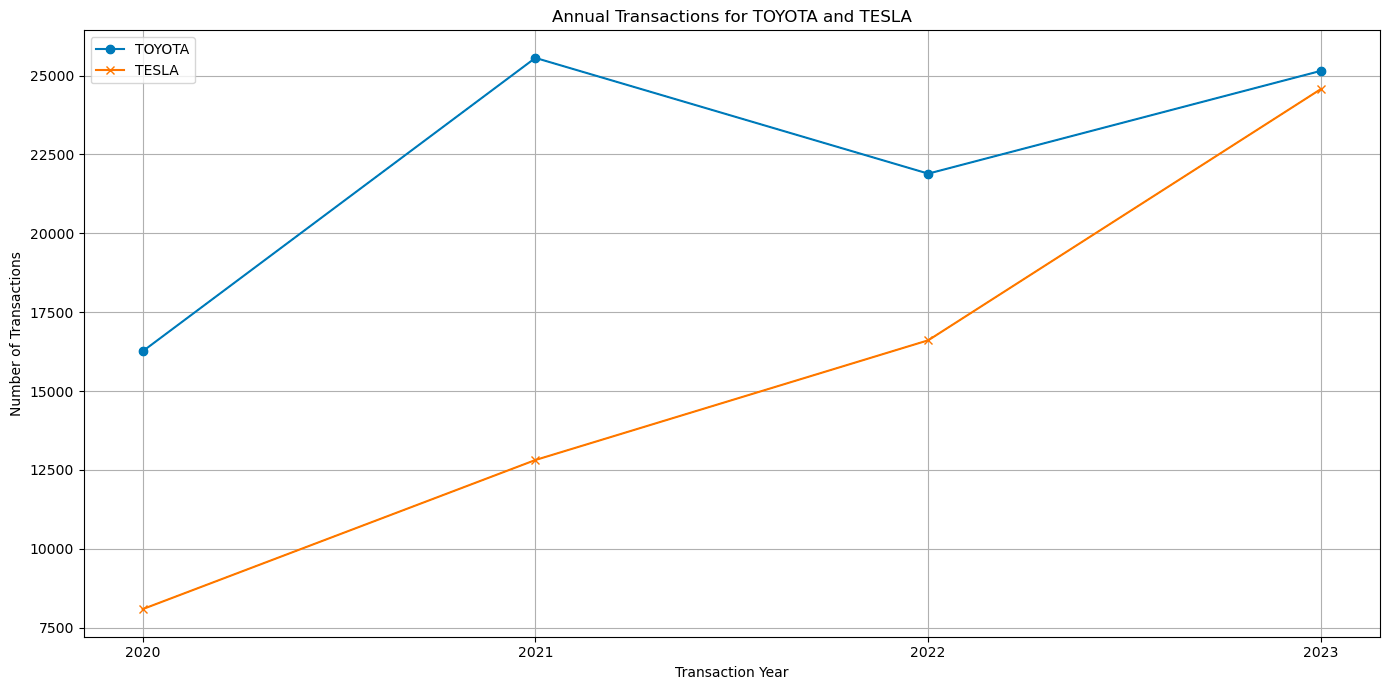 Annual Transactions for TOYOTA and TESLA
TOYOTA
TESLA
Number of Transactions
25000
22500
20000
17500
15000
12500
10000
7500
2020 2021 2022 2023
Transaction Year